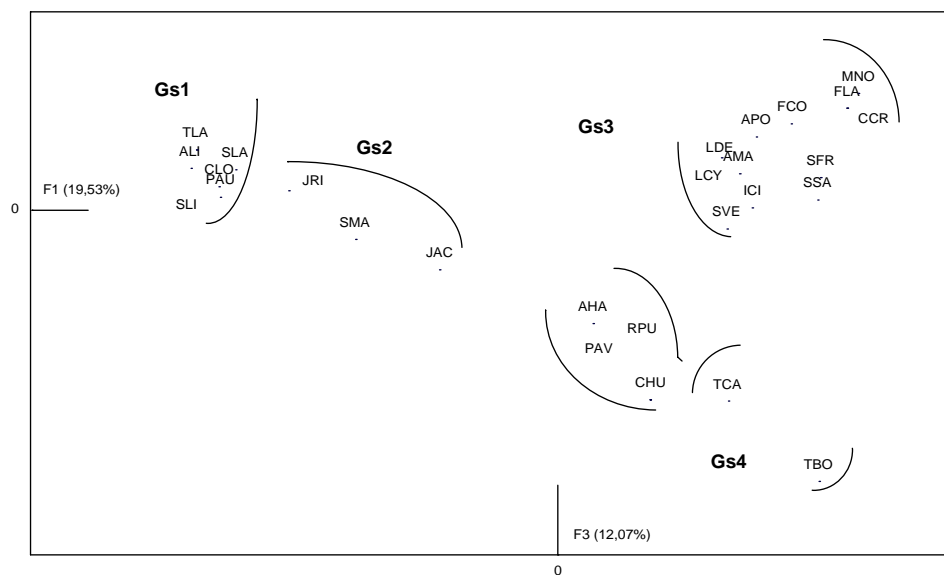 MNO
Gs1
FLA
FCO
CCR
APO
Gs3
TLA
Gs2
LDE
ALI
SLA
AMA
SFR
CLO
LCY
PAU
JRI
SSA
F1 (19,53%)
ICI
SLI
0
SVE
SMA
JAC
AHA
RPU
PAV
CHU
TCA
Gs4
TBO
F3 (12,07%)
0